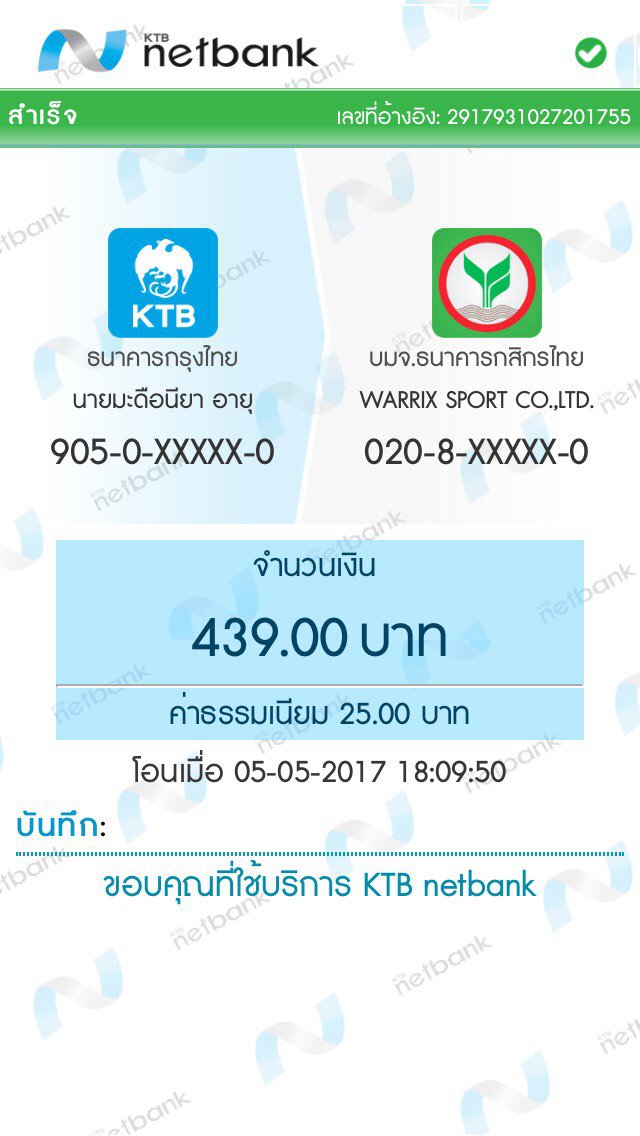 KTB
netbank
สำเร็จ
เลขที่อ้างอิง: 2917931027201755
KTB
ธนาคารกรุงไทย
นายมะดือนียา อายุ
905-0-XXXXX-0
บมจ.ธนาคารกสิกรไทย
WARRIX SPORT CO.,LTD.
020-8-XXXXX-0
จำนวนเงิน
439.00 บาท
ค่าธรรมเนียม 25.00 บาท
โอนเมื่อ 05-05-2017 18:09:50
บันทึก:
ขอบคุณที่ใช้บริการ KTB netbank